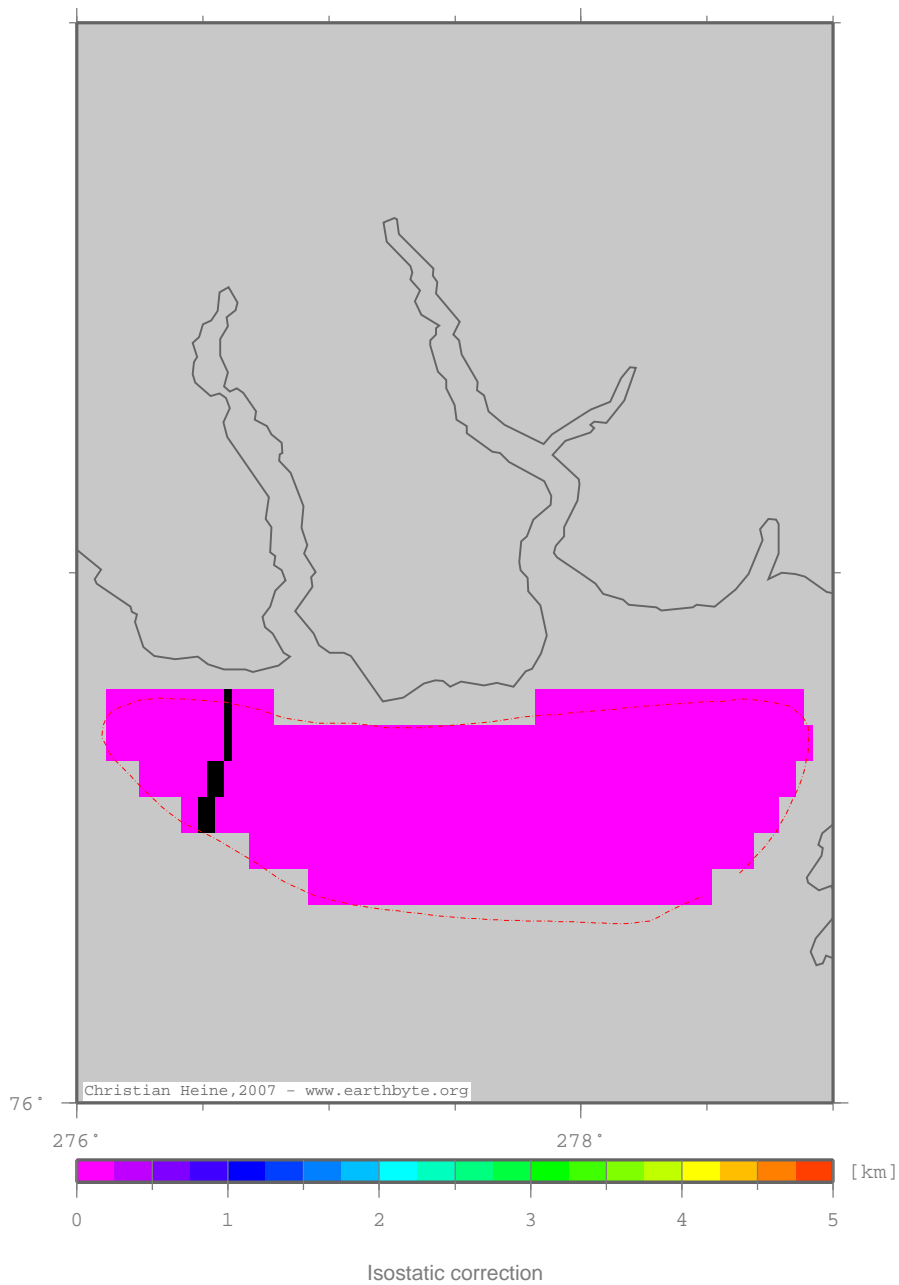 Christian Heine,2007 - www.earthbyte.org
76°
276° 278°
[km]
0 1 2 3 4 5
Isostatic correction